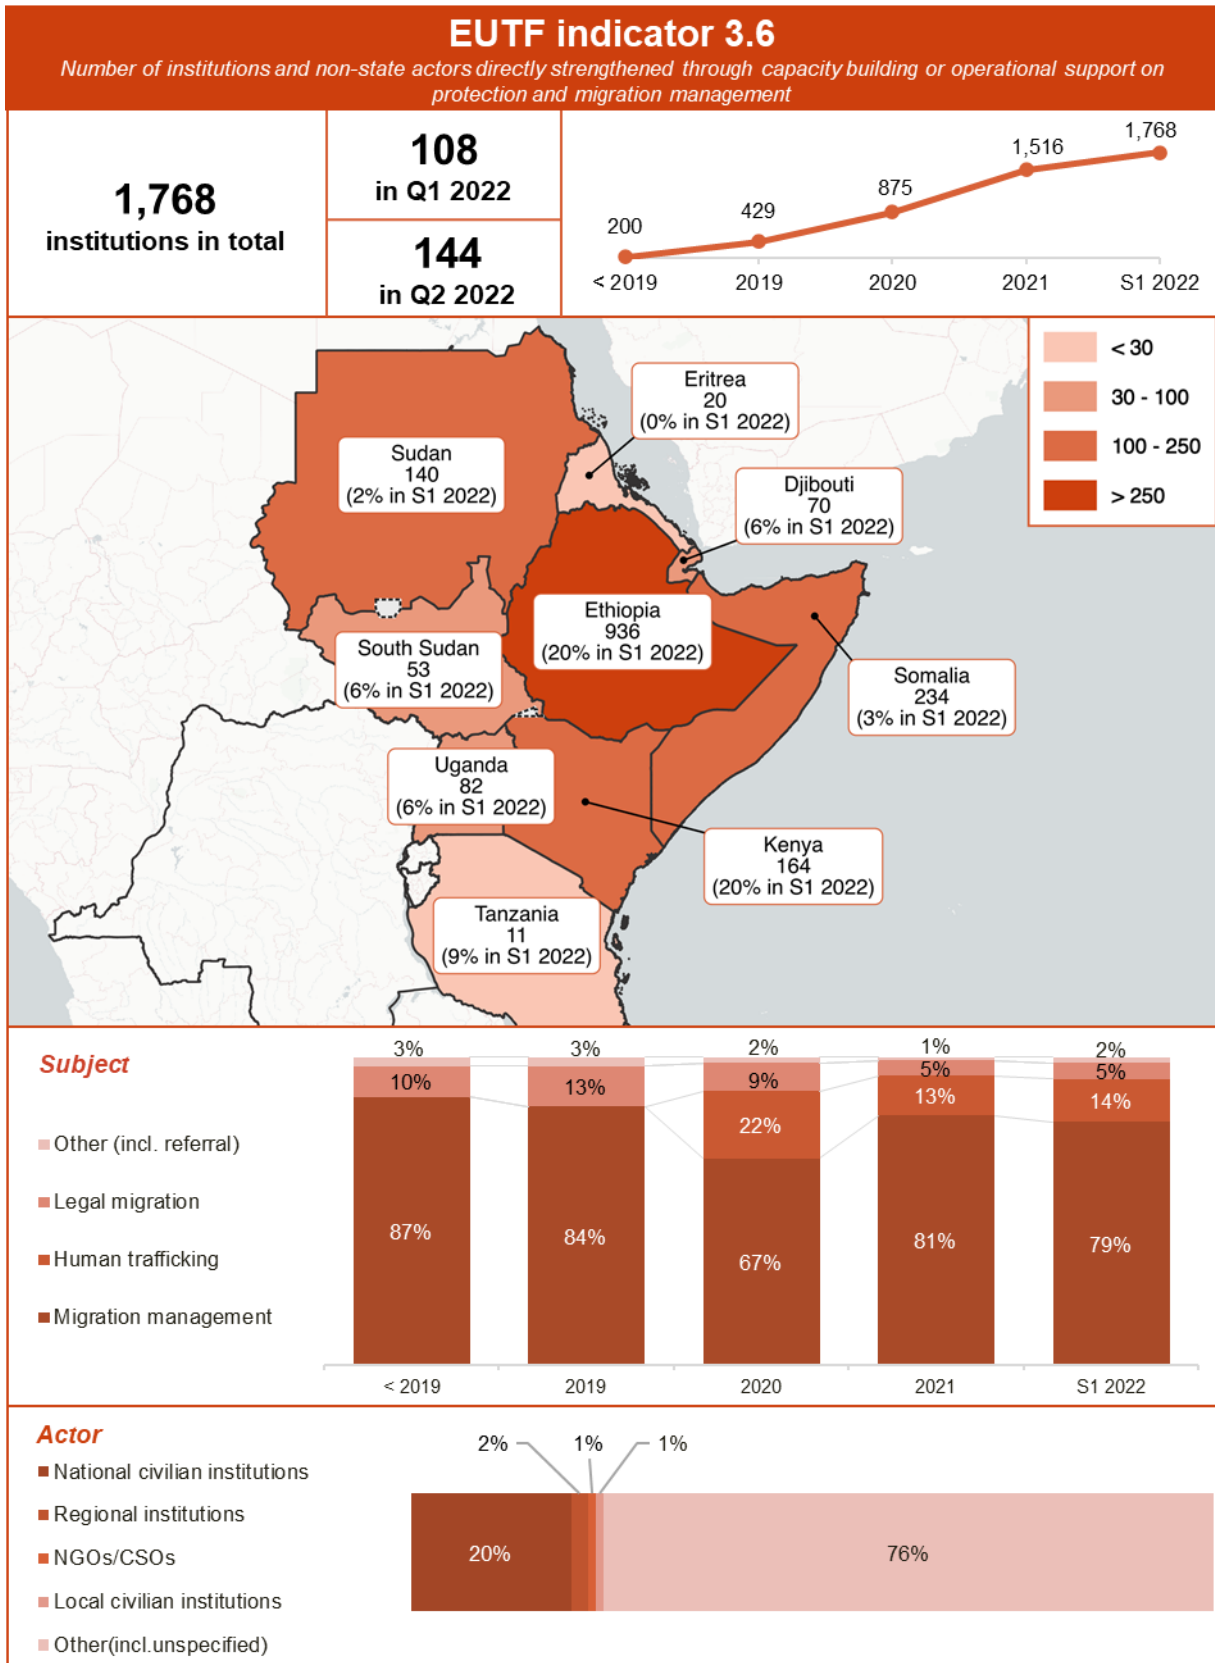 EUTF indicator 3.6
Number of institutions and non-state actors directly strengthened through capacity building or operational support on
protection and migration management
1,768
institutions in total
108
in Q1 2022
144
in Q2 2022
200
429
875
1,516
1,768
< 2019
2019
2020
2021
S1 2022
< 30
30 - 100
100 - 250
> 250
Eritrea
20
(0% in S1 2022)
Sudan
140
(2% in S1 2022)
Djibouti
70
(6% in S1 2022)
Ethiopia
936
(20% in S1 2022)
South Sudan
53
(6% in S1 2022)
Somalia
234
(3% in S1 2022)
Uganda
82
(6% in S1 2022)
Kenya
164
(20% in S1 2022)
Tanzania
11
(9% in S1 2022)
Subject
Other (incl. referral)
Legal migration
Human trafficking
Migration management
3%
3%
2%
1%
2%
10%
13%
9%
5%
5%
22%
13%
14%
87%
84%
67%
81%
79%
< 2019
2019
2020
2021
S1 2022
Actor
National civilian institutions
Regional institutions
NGOs/CSOs
Local civilian institutions
Other(incl.unspecified)
2%
1%
1%
20%
76%